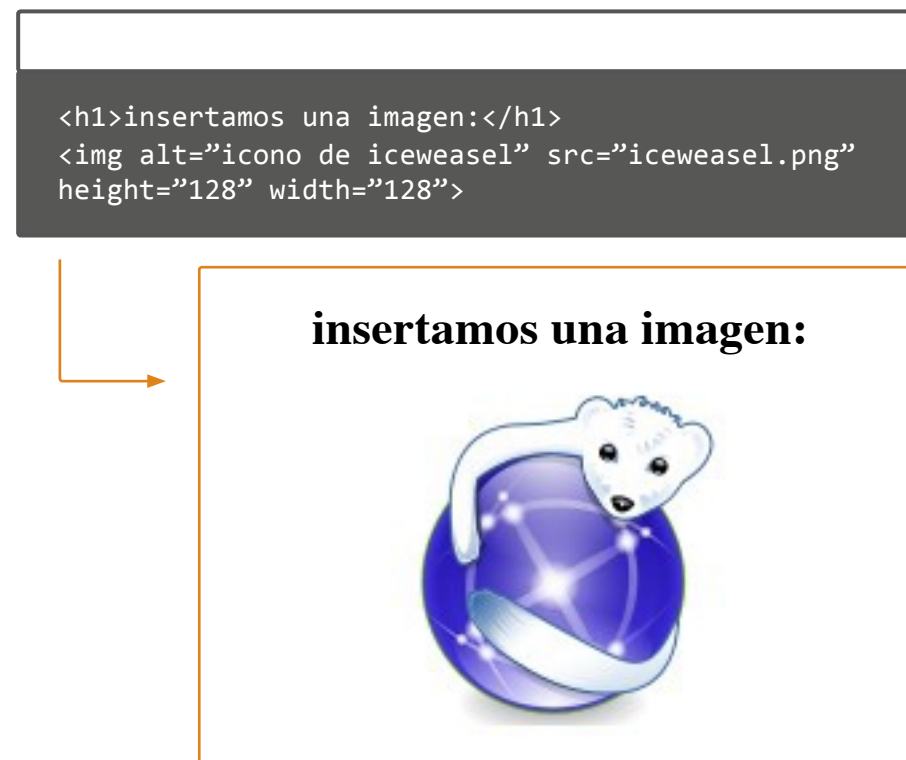 <h1>insertamos una imagen:</h1>
<img alt=”icono de iceweasel” src=”iceweasel.png”
height=”128” width=”128”>
insertamos una imagen: